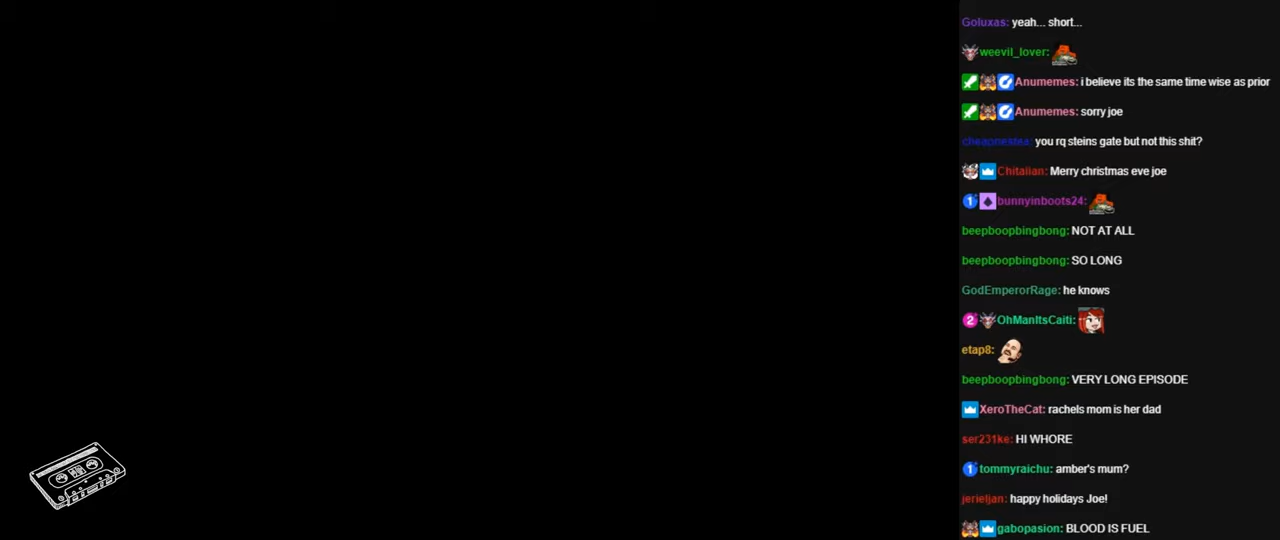 Goluxas: yeah... short...
weevil_lover:
Anumemes: i believe its the same time wise as prior
Anumemes: sorry joe
cheapnestea: you rq steins gate but not this shit?
Chitalian: Merry christmas eve joe
1 bunnyinboots24:
beepboopbingbong: NOT AT ALL
beepboopbingbong: SO LONG
GodEmperorRage: he knows
2 OhManItsCaiti:
etap8:
beepboopbingbong: VERY LONG EPISODE
XeroTheCat: rachels mom is her dad
ser231ke: HI WHORE
1 tommyraichu: amber's mum?
jerieljan: happy holidays Joe!
gabopasion: BLOOD IS FUEL